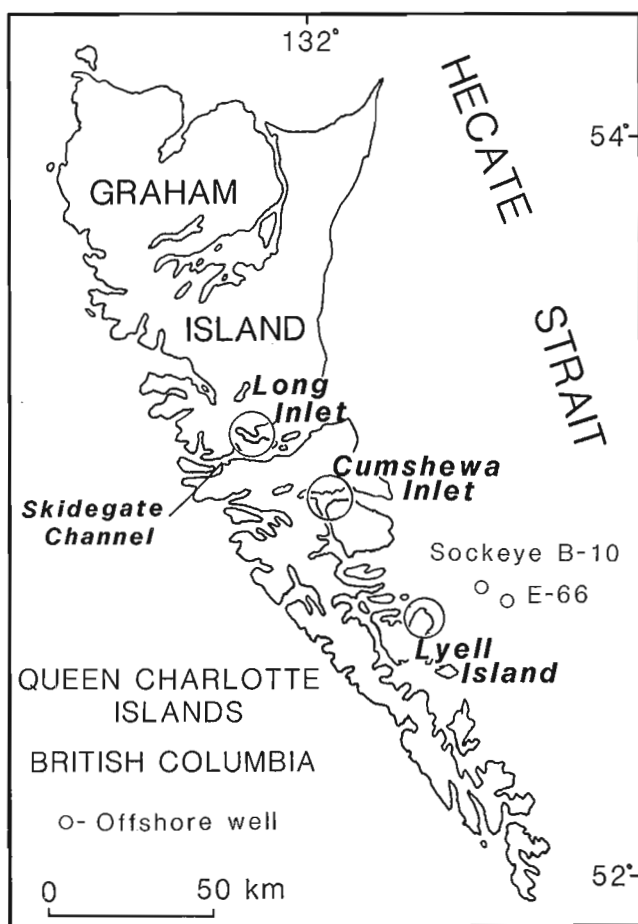 132°
HECATE
54°
GRAHAM
ISLAND
STRAIT
Long
Inlet
Cumshewa
Inlet
Skidegate
Channel
Sockeye B-10
E-66
Lyell
Island
QUEEN CHARLOTTE
ISLANDS
BRITISH COLUMBIA
O- Offshore well
0 50 km
52°